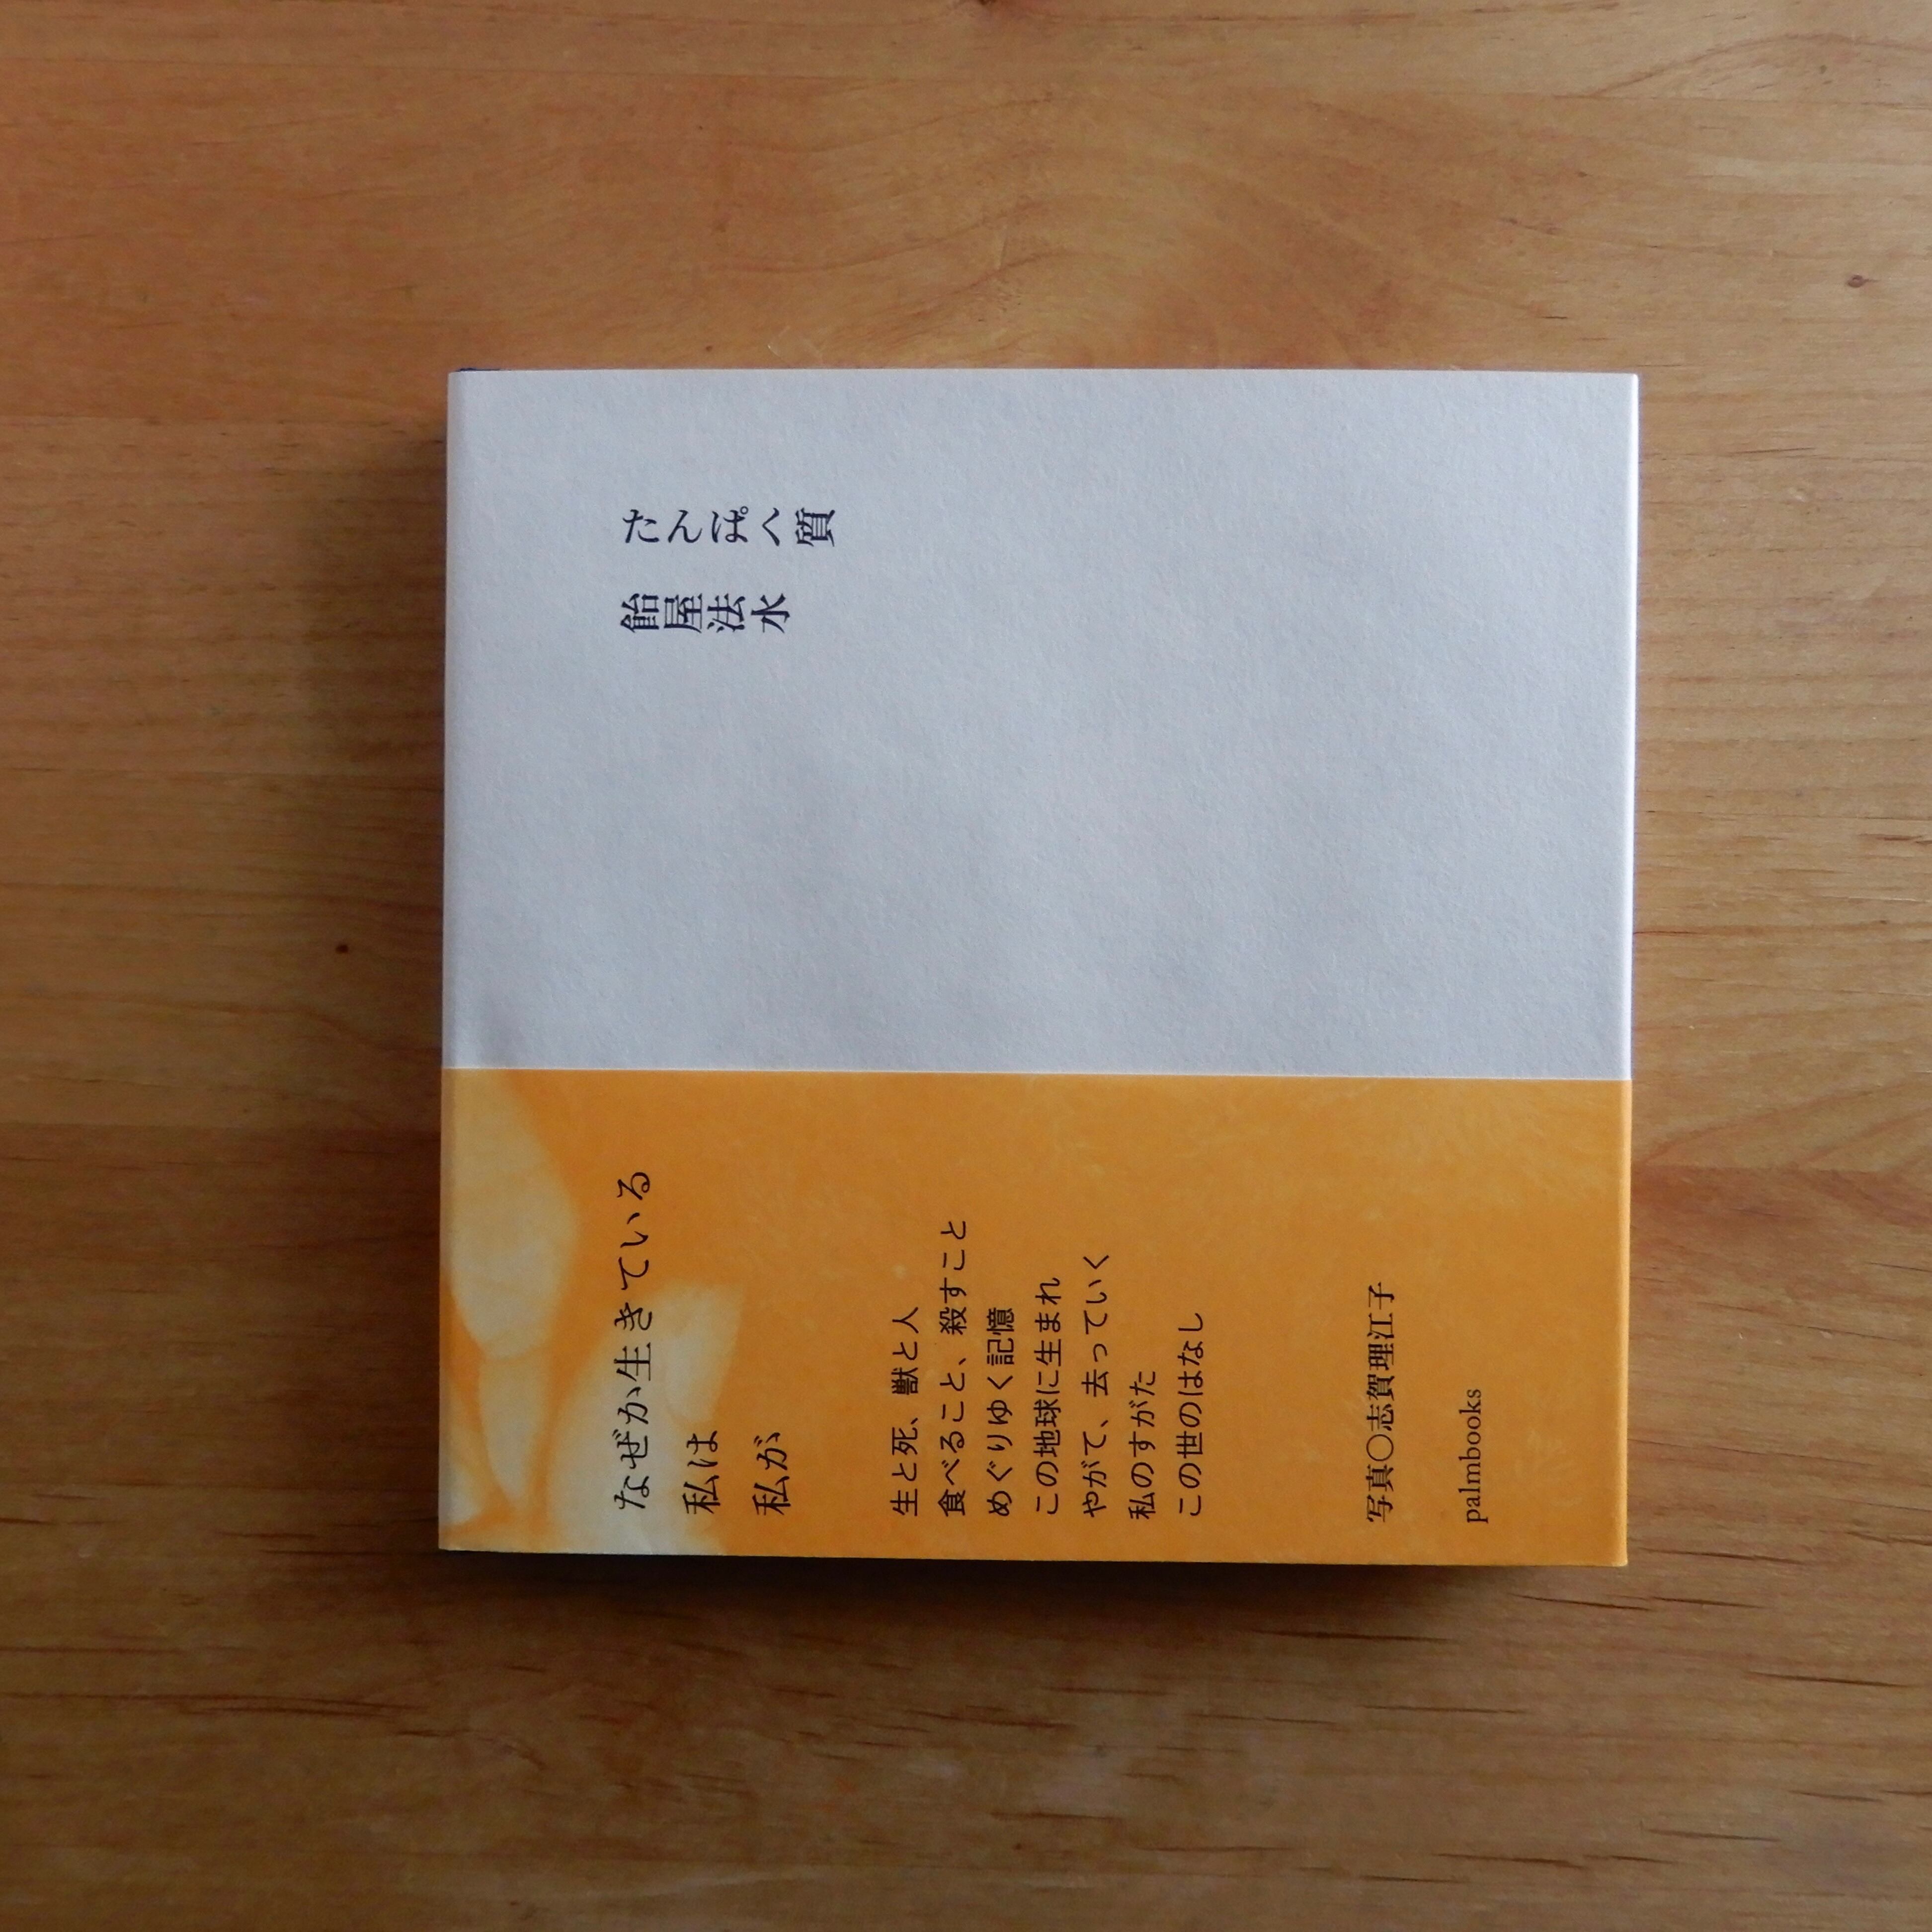 たんぱく質
飴屋法水
なぜか生きている
私は
私が
生と死、獣と人
食べること、殺すこと
めぐりゆく記憶
この地球に生まれ
やがて、去っていく
私のすがた
この世のはなし
写真○志賀理江子
palmbooks